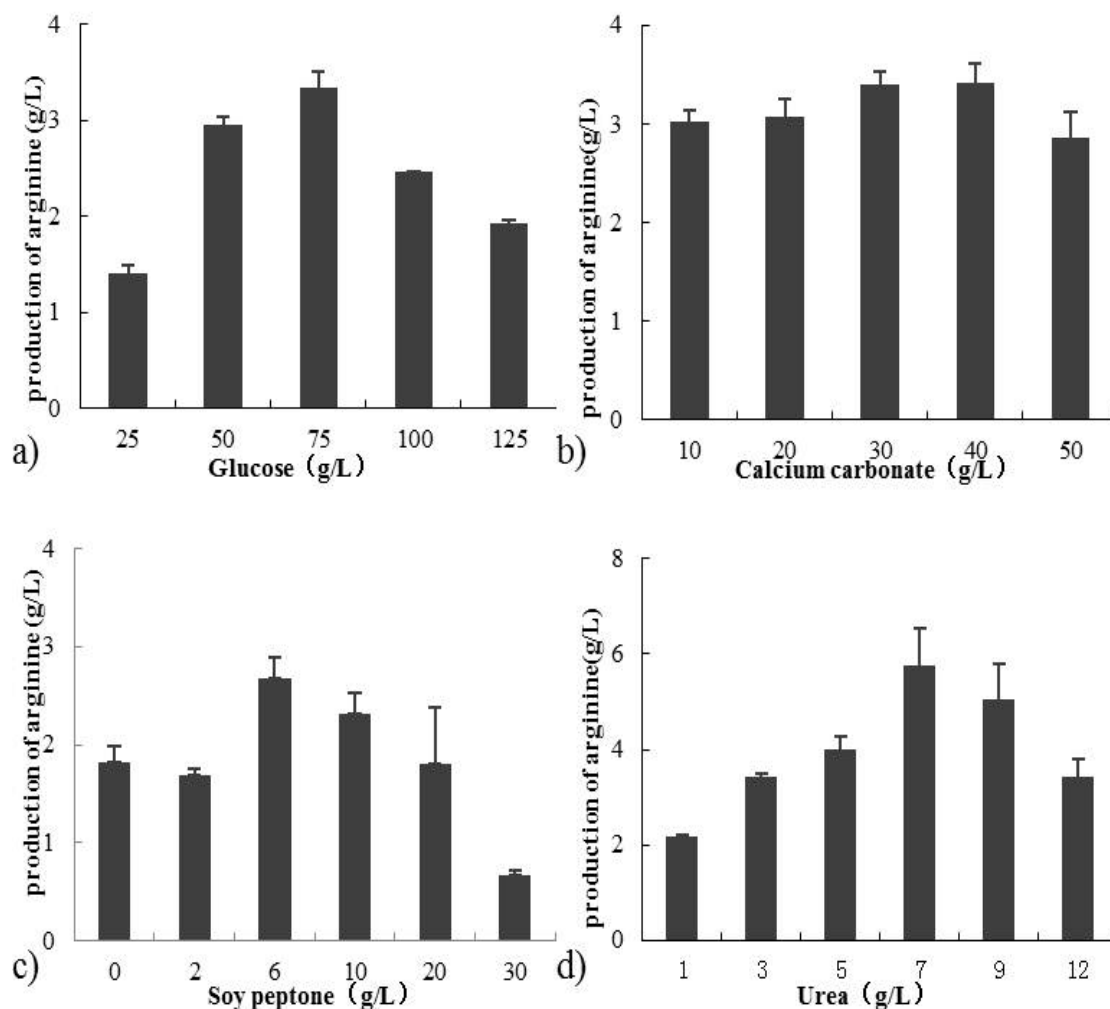 production of arginine (g/L)
4
3
2
1
0
25 50 75 100 125
Glucose（g/L）
a)
production of arginine(g/L)
4
3
2
1
0
10 20 30 40 50
Calcium carbonate（g/L）
b)
production of arginine (g/L)
4
3
2
1
0
0 2 6 10 20 30
Soy peptone（g/L）
c)
production of arginine(g/L)
8
6
4
2
0
1 3 5 7 9 12
Urea（g/L）
d)